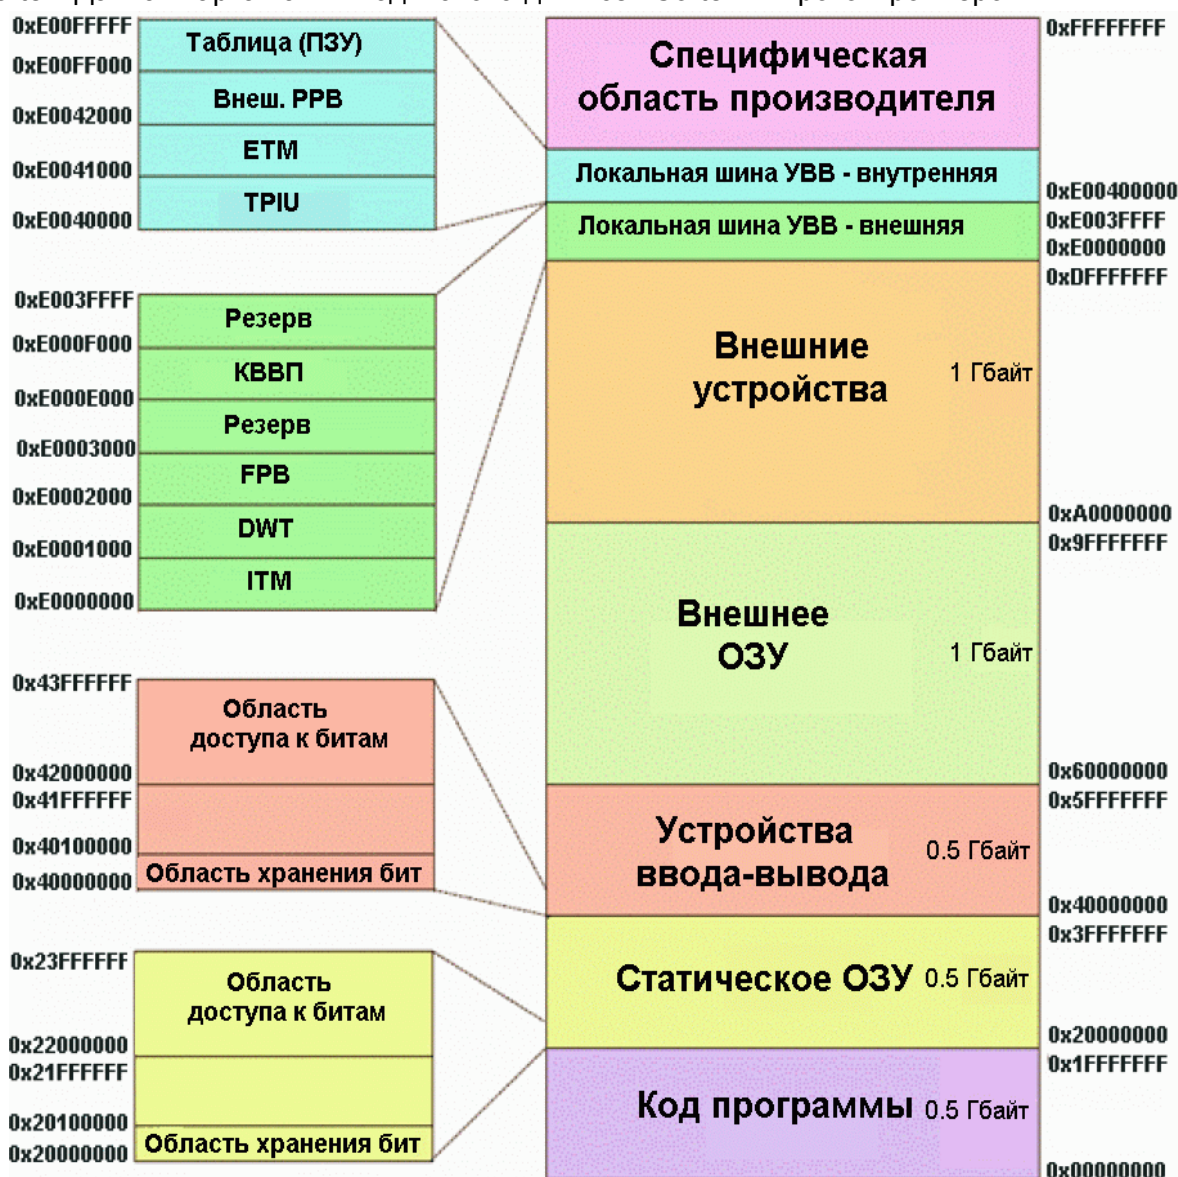 0xE00FFFFF
Таблица (ПЗУ)
0xE00FF000
Внеш. PPB
0xE0042000
ETM
0xE0041000
TPIU
0xE0040000
0xE003FFFF
Резерв
0xE000F000
КВВП
0xE000E000
Резерв
0xE0003000
FPB
0xE0002000
DWT
0xE0001000
ITM
0xE0000000
0x43FFFFFF
Область
доступа к битам
0x42000000
0x41FFFFFF
0x40100000
Область хранения бит
0x40000000
0x23FFFFFF
Область
доступа к битам
0x22000000
0x21FFFFFF
0x20100000
Область хранения бит
0x20000000
0xFFFFFFFF
Специфическая
область производителя
Локальная шина УВВ - внутренняя
0xE00400000
0xE003FFFF
Локальная шина УВВ - внешняя
0xE0000000
0xDFFFFFFF
Внешние
устройства
1 Гбайт
0xA0000000
0x9FFFFFFF
Внешнее
ОЗУ
1 Гбайт
0x60000000
0x5FFFFFFF
Устройства
ввода-вывода
0.5 Гбайт
0x40000000
0x3FFFFFFF
Статическое ОЗУ
0.5 Гбайт
0x20000000
0x1FFFFFFF
Код программы
0.5 Гбайт
0x00000000